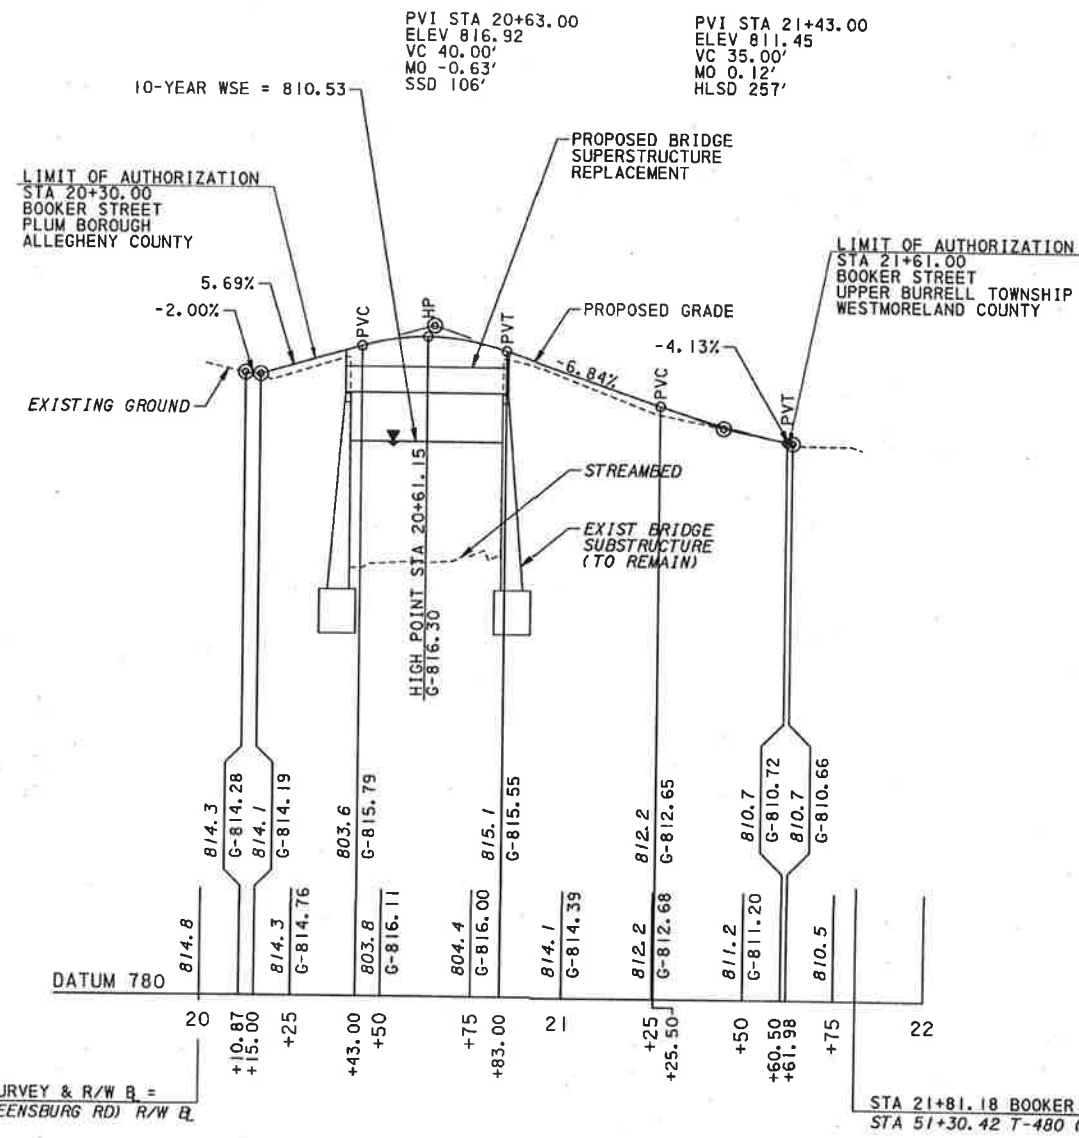 PVI STA 20+63.00
ELEV 816.92
VC 40.00'
MO -0.63'
SSD 106'
PVI STA 21+43.00
ELEV 811.45
VC 35.00'
MO 0.12'
HLSD 257'
10-YEAR WSE = 810.53
PROPOSED BRIDGE
SUPERSTRUCTURE
REPLACEMENT
LIMIT OF AUTHORIZATION
STA 20+30.00
BOOKER STREET
PLUM BOROUGH
ALLEGHENY COUNTY
LIMIT OF AUTHORIZATION
STA 21+61.00
BOOKER STREET
UPPER BURRELL TOWNSHIP
WESTMORELAND COUNTY
5.69%
-2.00%
PVC
HP
PVT
PROPOSED GRADE
-4.13%
-6.84%
PVC
PVT
EXISTING GROUND
STREAMBED
EXIST BRIDGE
SUBSTRUCTURE
(TO REMAIN)
HIGH POINT STA 20+61.15
G-816.30
814.3
G-814.28
814.1
G-814.19
803.6
G-815.79
815.1
G-815.55
812.2
G-812.65
810.7
G-810.72
810.7
G-810.66
814.8
814.3
G-814.76
803.8
G-816.11
804.4
G-816.00
814.1
G-814.39
812.2
G-812.68
811.2
G-811.20
810.5
DATUM 780
20
+10.87
+15.00
+25
+43.00
+50
+75
+83.00
21
+25
+25.50
+50
+60.50
+61.98
+75
22
URVEY & R/W B =
EENSBURG RD) R/W B
STA 21+81.18 BOOKER
STA 51+30.42 T-480 (